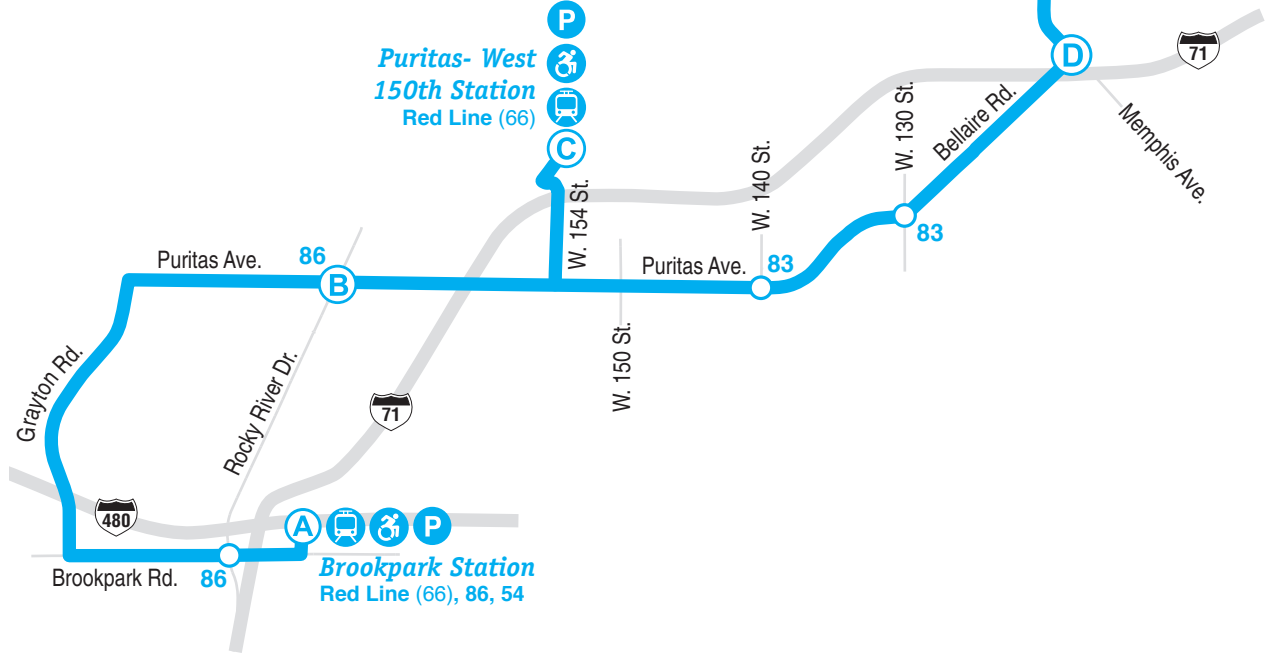 P
Puritas- West
150th Station
Red Line (66)
C
D
71
W. 130 St.
Bellaire Rd.
Memphis Ave.
W. 140 St.
W. 154 St.
83
Puritas Ave.
86
B
Puritas Ave.
83
W. 150 St.
Grayton Rd.
Rocky River Dr.
71
480
A
P
Brookpark Station
Red Line (66), 86, 54
Brookpark Rd.
86